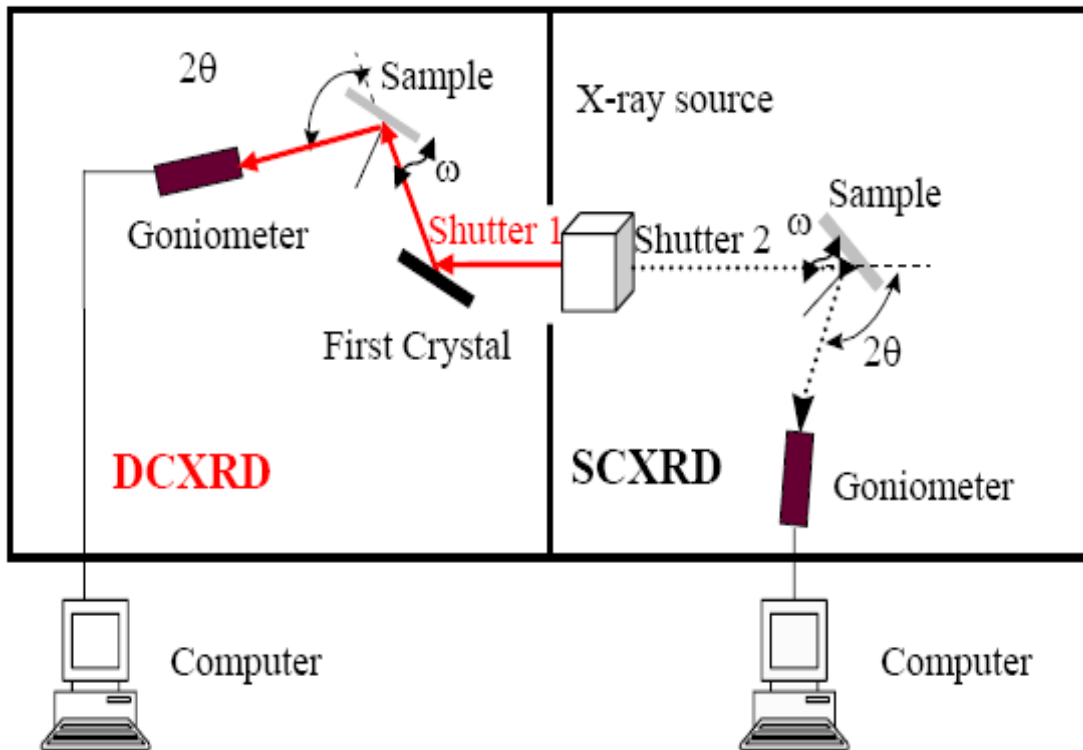 2θ
Sample
ω
Goniometer
Shutter 1
First Crystal
DCXRD
X-ray source
Sample
Shutter 2
ω
2θ
SCXRD
Goniometer
Computer
Computer